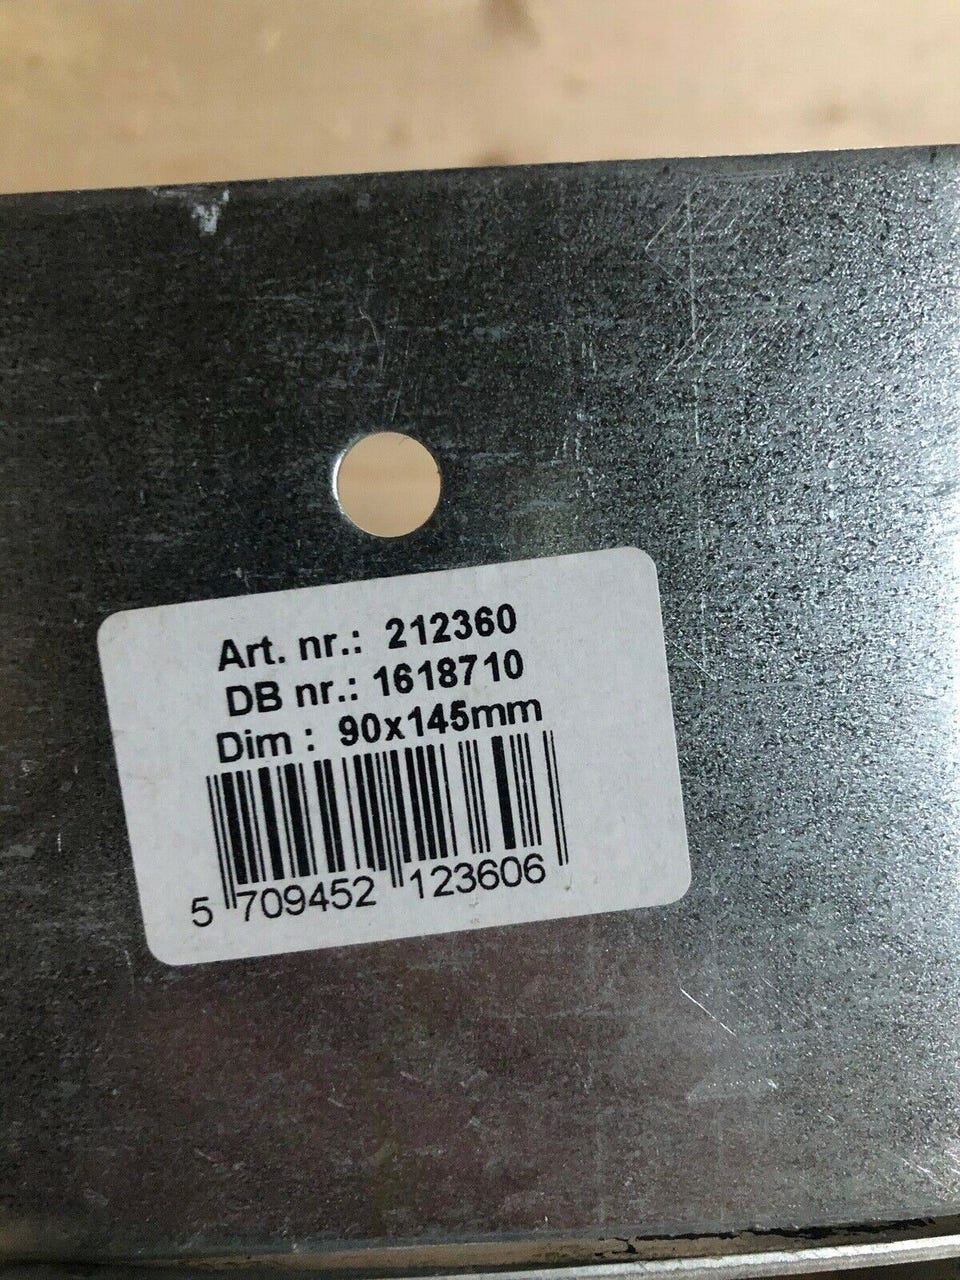 Art. nr.: 212360
DB nr.: 1618710
Dim : 90x145mm
5 709452 123606